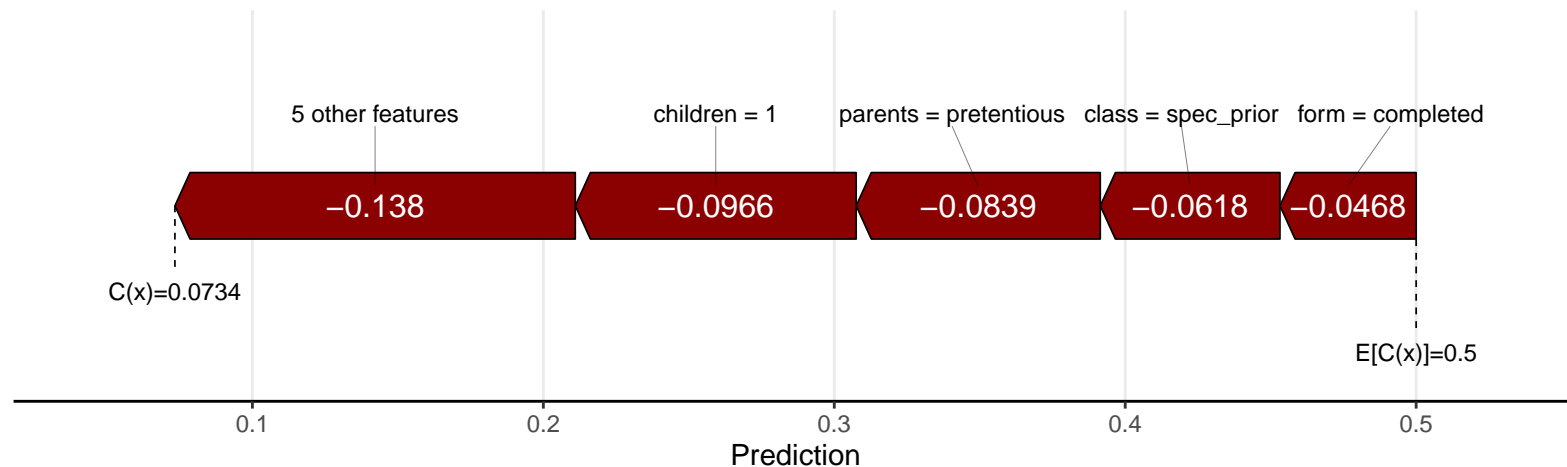 5 other features children = 1 parents = pretentious class = spec_prior form = completed
−0.138 −0.0966 −0.0839 −0.0618 −0.0468
C(x)=0.0734
E[C(x)]=0.5
0.1 0.2 0.3 0.4 0.5
Prediction